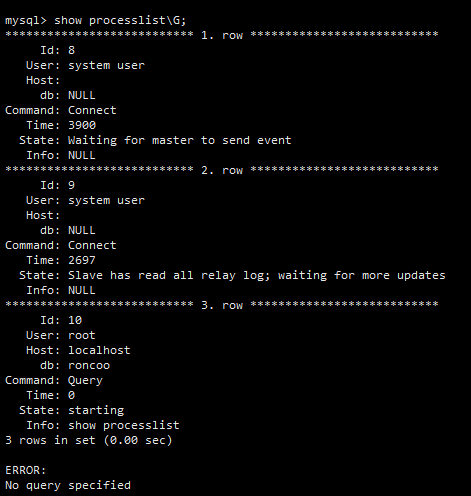 mysql> show processlist\G;
*************************** 1. row ***************************
     Id: 8
   User: system user
   Host:
     db: NULL
Command: Connect
   Time: 3900
  State: Waiting for master to send event
   Info: NULL
*************************** 2. row ***************************
     Id: 9
   User: system user
   Host:
     db: NULL
Command: Connect
   Time: 2697
  State: Slave has read all relay log; waiting for more updates
   Info: NULL
*************************** 3. row ***************************
     Id: 10
   User: root
   Host: localhost
     db: roncoo
Command: Query
   Time: 0
  State: starting
   Info: show processlist
3 rows in set (0.00 sec)

ERROR:
No query specified